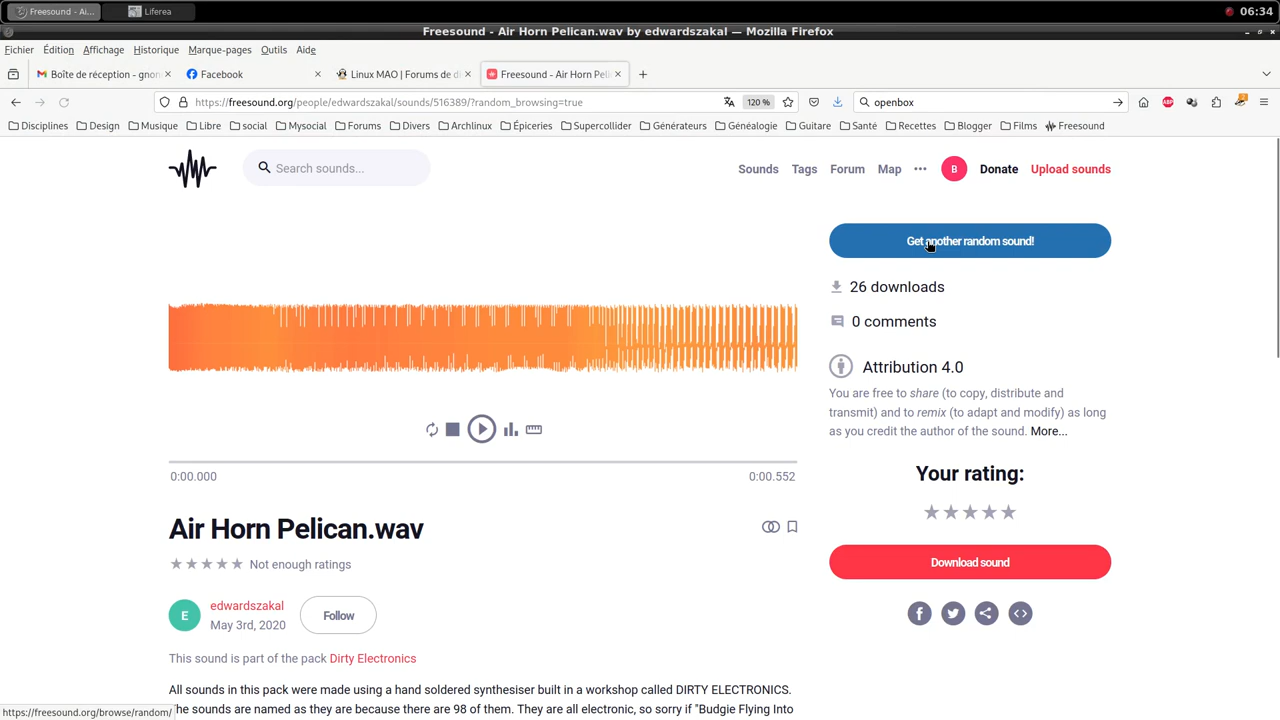 Freesound - Ai...
Liferea
06:34
Freesound - Air Horn Pelican.wav by edwardszakal — Mozilla Firefox
Fichier Édition Affichage Historique Marque-pages Outils Aide
Boîte de réception - gnom
Facebook
Linux MAO | Forums de di
Freesound - Air Horn Peli
https://freesound.org/people/edwardszakal/sounds/516389/?random_browsing=true
120 %
openbox
ABP
2
Disciplines Design Musique Libre social Mysocial Forums Divers Archlinux Épiceries Supercollider Générateurs Généalogie Guitare Santé Recettes Blogger Films Freesound
Search sounds...
Sounds Tags Forum Map B Donate Upload sounds
Get another random sound!
26 downloads
0 comments
Attribution 4.0
You are free to share (to copy, distribute and
transmit) and to remix (to adapt and modify) as long
as you credit the author of the sound. More...
0:00.000
0:00.552
Your rating:
Download sound
Air Horn Pelican.wav
Not enough ratings
E
edwardszakal
May 3rd, 2020
Follow
This sound is part of the pack Dirty Electronics
All sounds in this pack were made using a hand soldered synthesiser built in a workshop called DIRTY ELECTRONICS.
he sounds are named as they are because there are 98 of them. They are all electronic, so sorry if "Budgie Flying Into
https://freesound.org/browse/random/